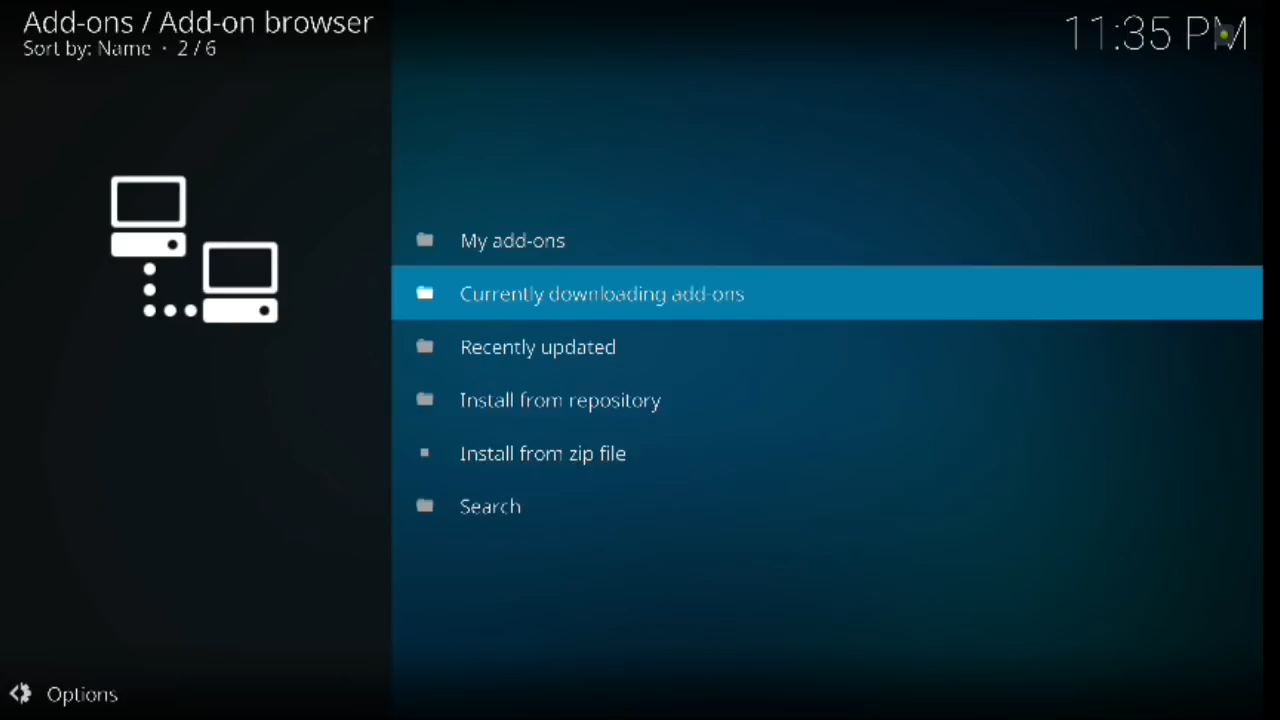 Add-ons / Add-on browser
Sort by: Name · 2 / 6
11:35 PM
My add-ons
Currently downloading add-ons
Recently updated
Install from repository
Install from zip file
Search
Options